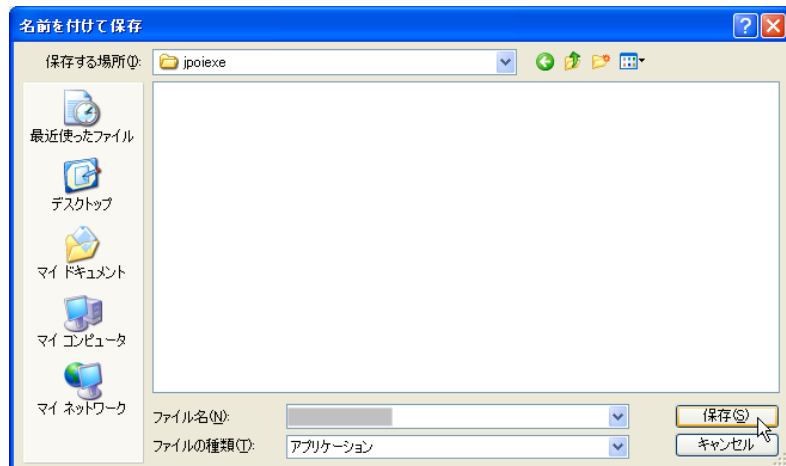 名前を付けて保存
保存する場所(I):
jpoiexe
最近使ったファイル
デスクトップ
マイ ドキュメント
マイ コンピュータ
マイ ネットワーク
ファイル名(N):
保存(S)
ファイルの種類(T):
アプリケーション
キャンセル